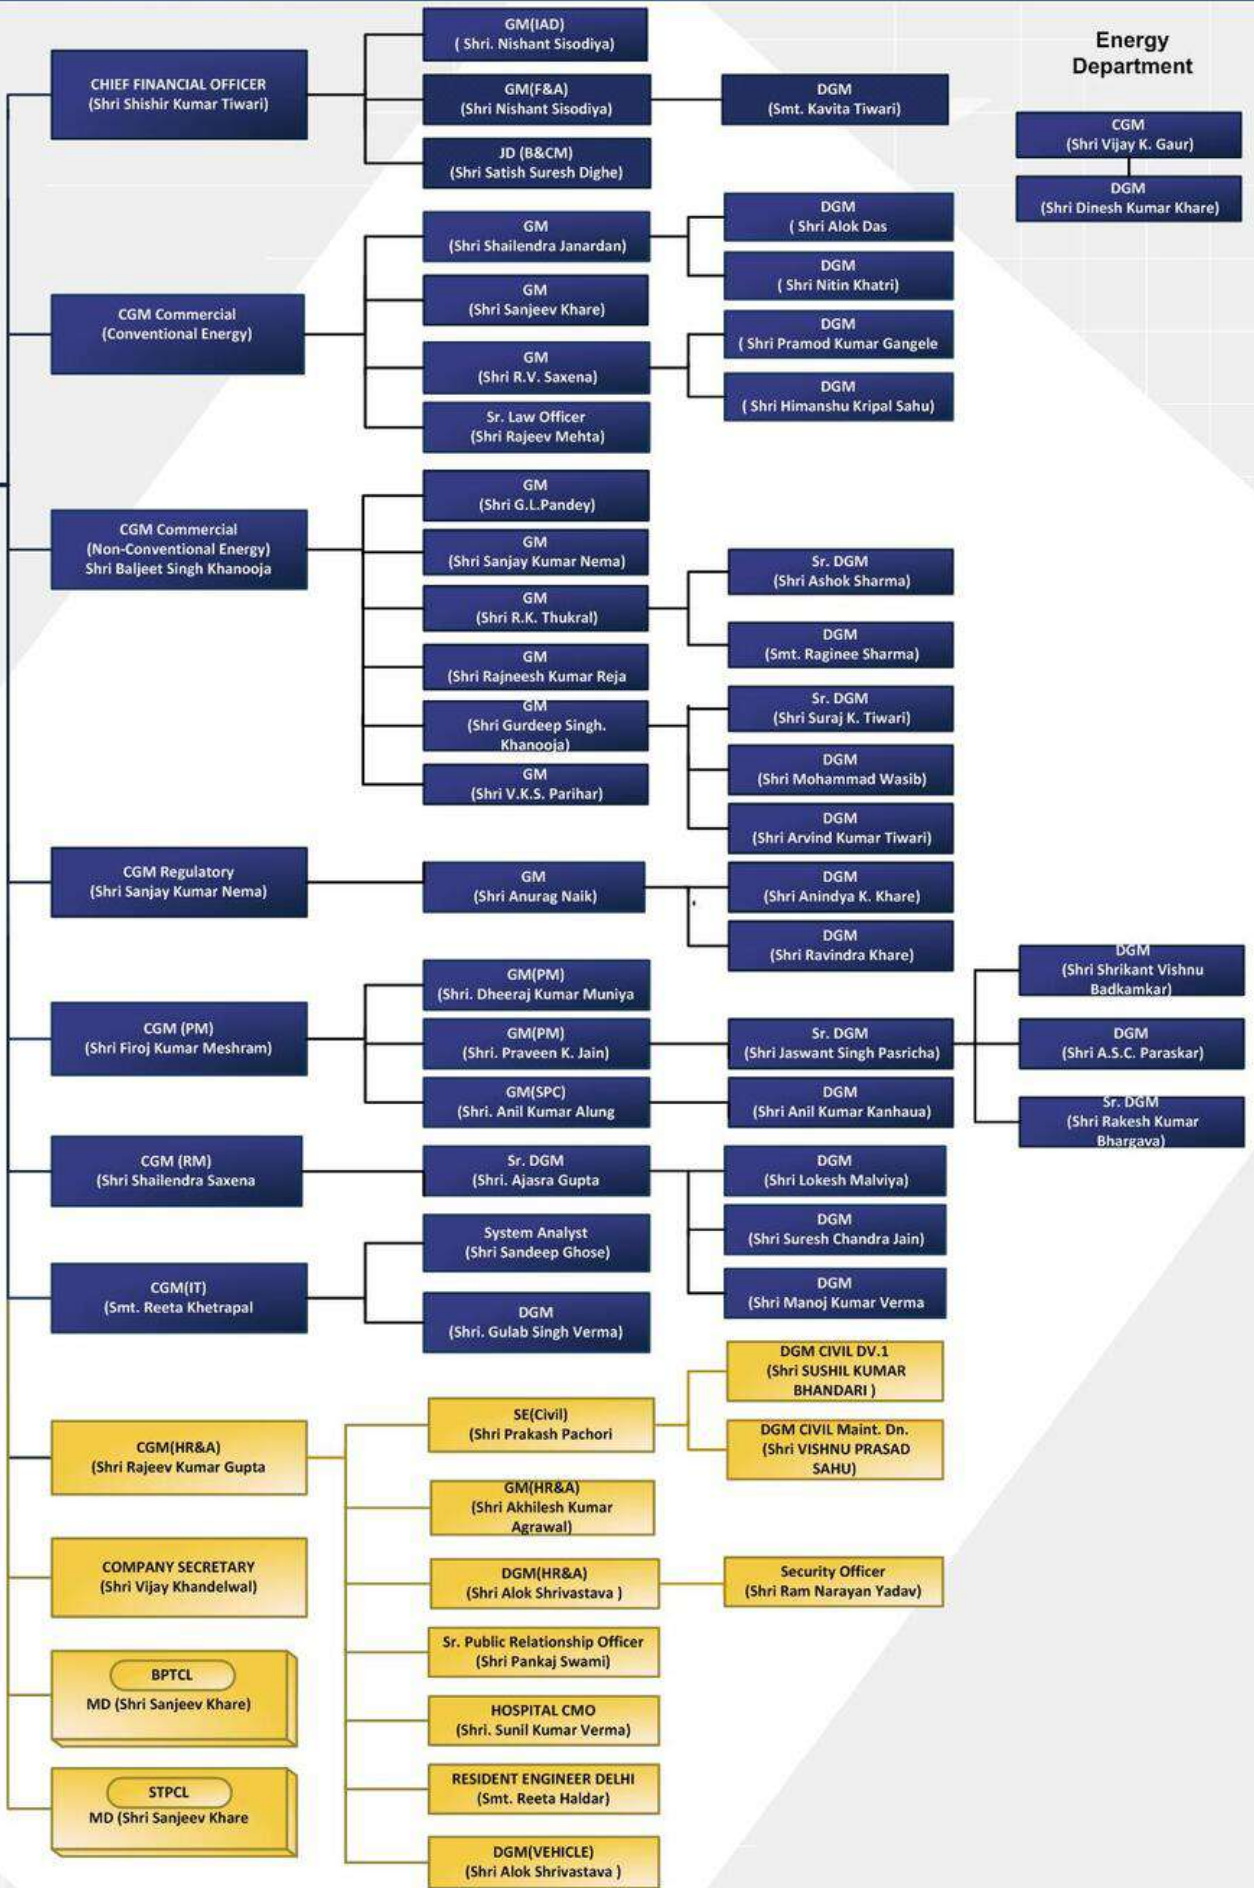 Energy
Department
CHIEF FINANCIAL OFFICER
(Shri Shishir Kumar Tiwari)
GM(IAD)
( Shri. Nishant Sisodiya)
GM(F&A)
(Shri Nishant Sisodiya)
DGM
(Smt. Kavita Tiwari)
JD (B&CM)
(Shri Satish Suresh Dighe)
CGM
(Shri Vijay K. Gaur)
DGM
(Shri Dinesh Kumar Khare)
CGM Commercial
(Conventional Energy)
GM
(Shri Shailendra Janardan)
DGM
( Shri Alok Das
DGM
( Shri Nitin Khatri)
GM
(Shri Sanjeev Khare)
GM
(Shri R.V. Saxena)
DGM
( Shri Pramod Kumar Gangele
DGM
( Shri Himanshu Kripal Sahu)
Sr. Law Officer
(Shri Rajeev Mehta)
CGM Commercial
(Non-Conventional Energy)
Shri Baljeet Singh Khanooja
GM
(Shri G.L.Pandey)
GM
(Shri Sanjay Kumar Nema)
GM
(Shri R.K. Thukral)
Sr. DGM
(Shri Ashok Sharma)
DGM
(Smt. Raginee Sharma)
GM
(Shri Rajneesh Kumar Reja
GM
(Shri Gurdeep Singh.
Khanooja)
Sr. DGM
(Shri Suraj K. Tiwari)
DGM
(Shri Mohammad Wasib)
DGM
(Shri Arvind Kumar Tiwari)
GM
(Shri V.K.S. Parihar)
CGM Regulatory
(Shri Sanjay Kumar Nema)
GM
(Shri Anurag Naik)
DGM
(Shri Anindya K. Khare)
DGM
(Shri Ravindra Khare)
CGM (PM)
(Shri Firoj Kumar Meshram)
GM(PM)
(Shri. Dheeraj Kumar Muniya
GM(PM)
(Shri. Praveen K. Jain)
Sr. DGM
(Shri Jaswant Singh Pasricha)
DGM
(Shri Shrikant Vishnu
Badkamkar)
DGM
(Shri A.S.C. Paraskar)
Sr. DGM
(Shri Rakesh Kumar
Bhargava)
GM(SPC)
(Shri. Anil Kumar Alung
DGM
(Shri Anil Kumar Kanhaua)
CGM (RM)
(Shri Shailendra Saxena
Sr. DGM
(Shri. Ajasra Gupta
DGM
(Shri Lokesh Malviya)
DGM
(Shri Suresh Chandra Jain)
DGM
(Shri Manoj Kumar Verma
CGM(IT)
(Smt. Reeta Khetrapal
System Analyst
(Shri Sandeep Ghose)
DGM
(Shri. Gulab Singh Verma)
CGM(HR&A)
(Shri Rajeev Kumar Gupta
SE(Civil)
(Shri Prakash Pachori
DGM CIVIL DV.1
(Shri SUSHIL KUMAR
BHANDARI )
DGM CIVIL Maint. Dn.
(Shri VISHNU PRASAD
SAHU)
GM(HR&A)
(Shri Akhilesh Kumar
Agrawal)
DGM(HR&A)
(Shri Alok Shrivastava )
Security Officer
(Shri Ram Narayan Yadav)
Sr. Public Relationship Officer
(Shri Pankaj Swami)
HOSPITAL CMO
(Shri. Sunil Kumar Verma)
RESIDENT ENGINEER DELHI
(Smt. Reeta Haldar)
DGM(VEHICLE)
(Shri Alok Shrivastava )
COMPANY SECRETARY
(Shri Vijay Khandelwal)
BPTCL
MD (Shri Sanjeev Khare)
STPCL
MD (Shri Sanjeev Khare